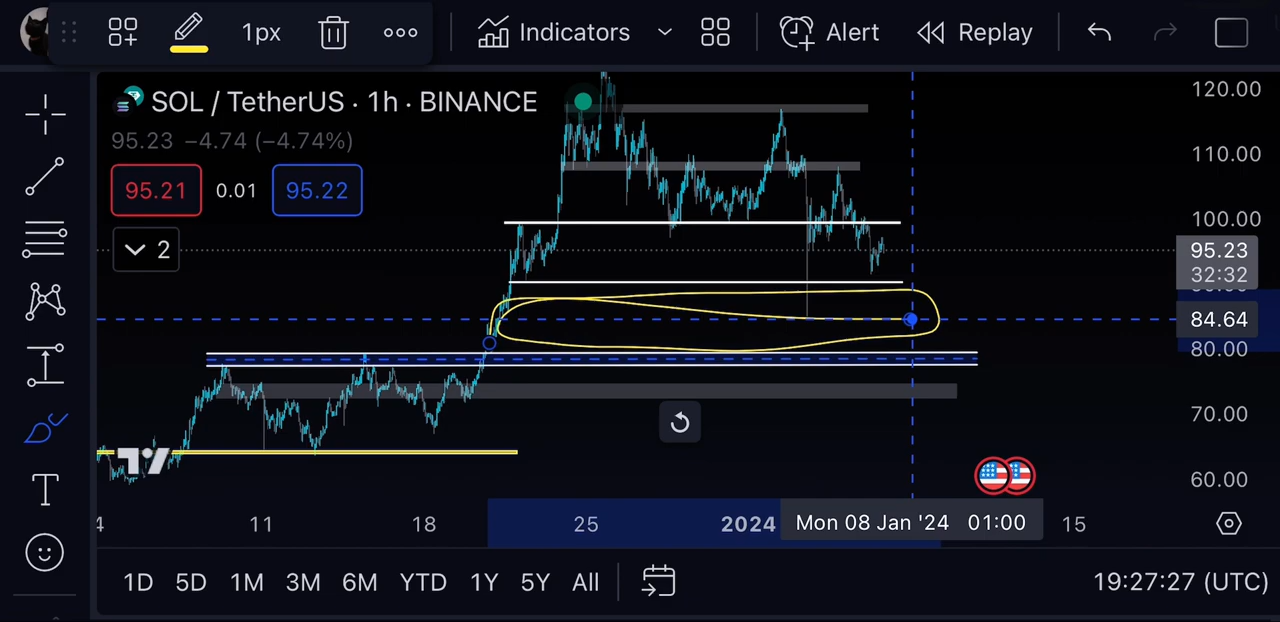 1px
Indicators
Alert
Replay
SOL / TetherUS · 1h · BINANCE
95.23 −4.74 (−4.74%)
95.21 0.01 95.22
2
120.00
110.00
100.00
95.23
32:32
84.64
80.00
70.00
60.00
4 11 18 25 2024 Mon 08 Jan '24 01:00 15
1D 5D 1M 3M 6M YTD 1Y 5Y All 19:27:27 (UTC)